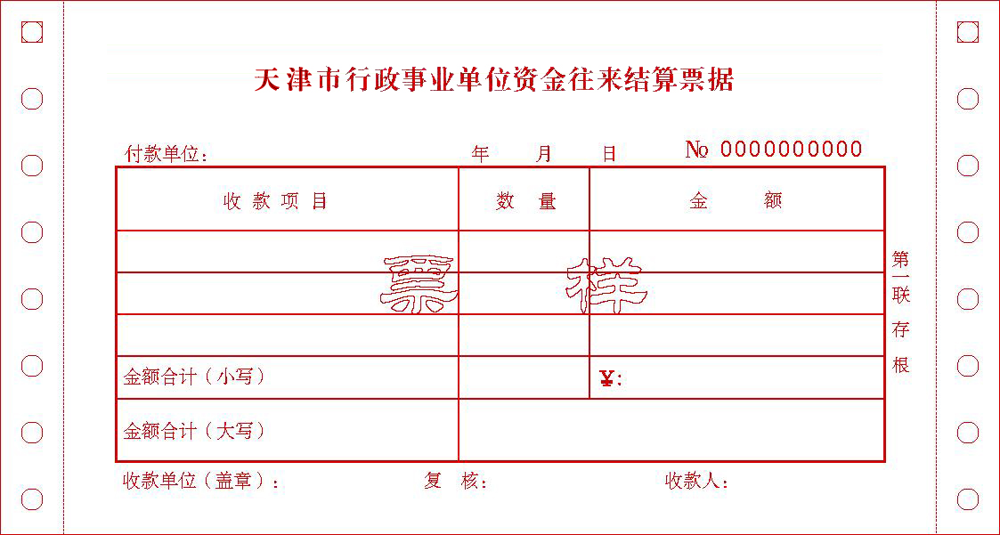 天津市行政事业单位资金往来结算票据
付款单位： 年 月 日 № 0000000000
收款项目 数量 金额
票样
金额合计（小写） ¥：
金额合计（大写）
收款单位（盖章）： 复核： 收款人：
第一联存根